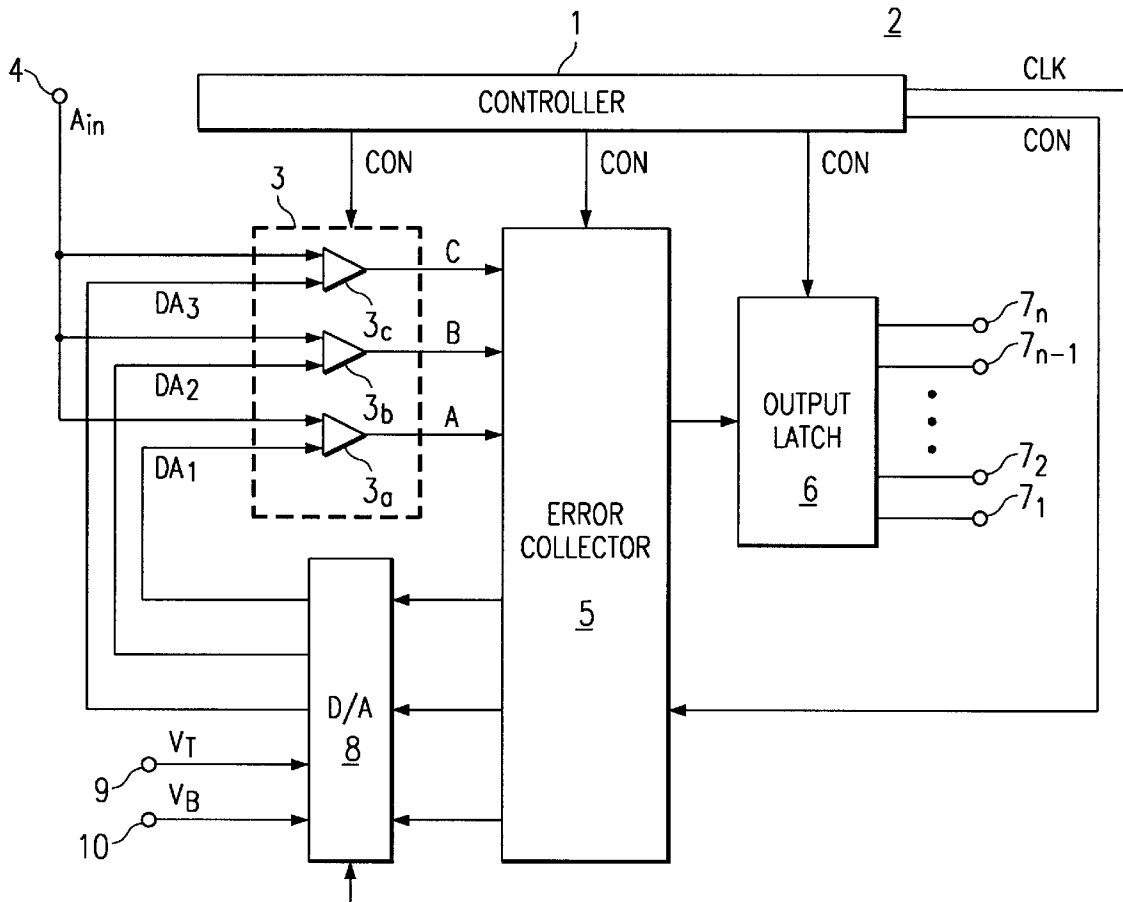 1
2
4
CONTROLLER
CLK
Ain
CON
CON
CON
CON
3
C
DA3
3c
7n
B
7n-1
DA2
3b
OUTPUT
LATCH
A
DA1
3a
6
72
71
ERROR
COLLECTOR
5
D/A
8
VT
9
VB
10